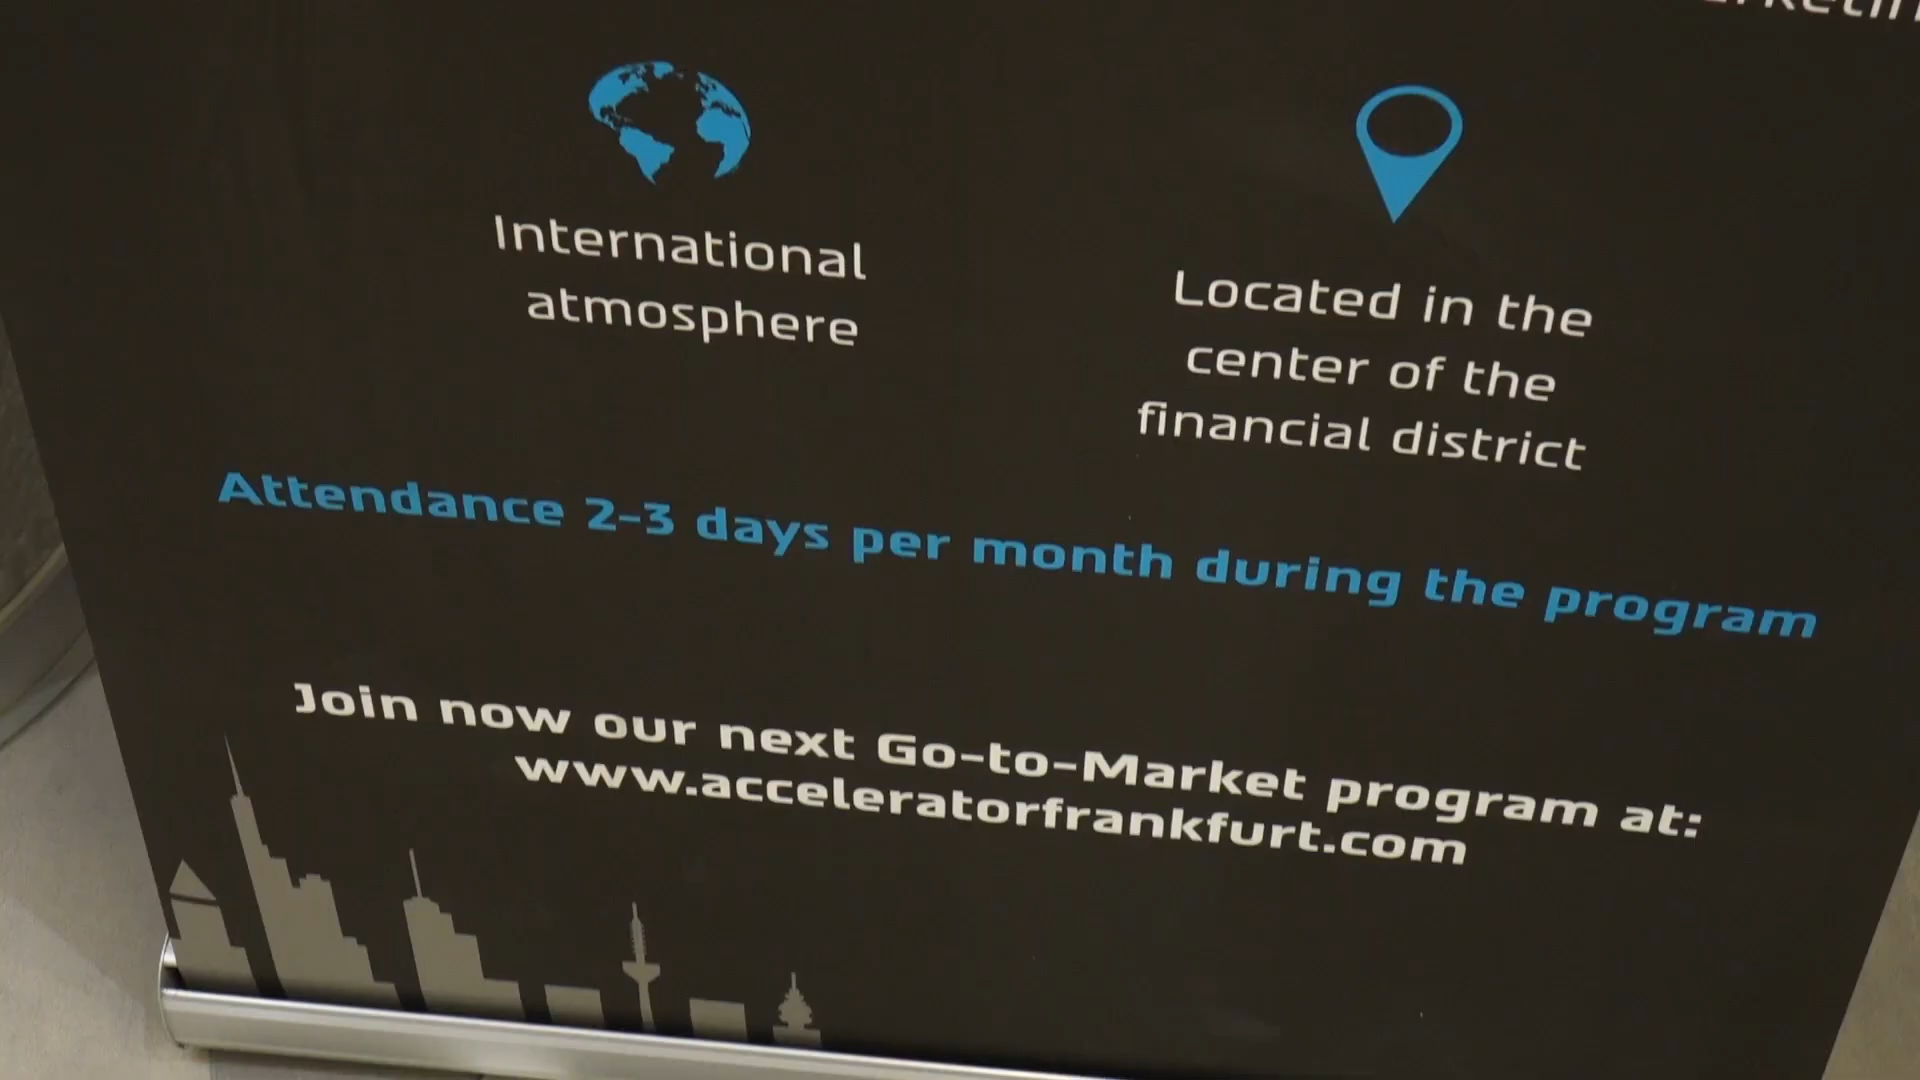 International
atmosphere
Located in the
center of the
financial district
Attendance 2-3 days per month during the program
Join now our next Go-to-Market program at:
www.acceleratorfrankfurt.com